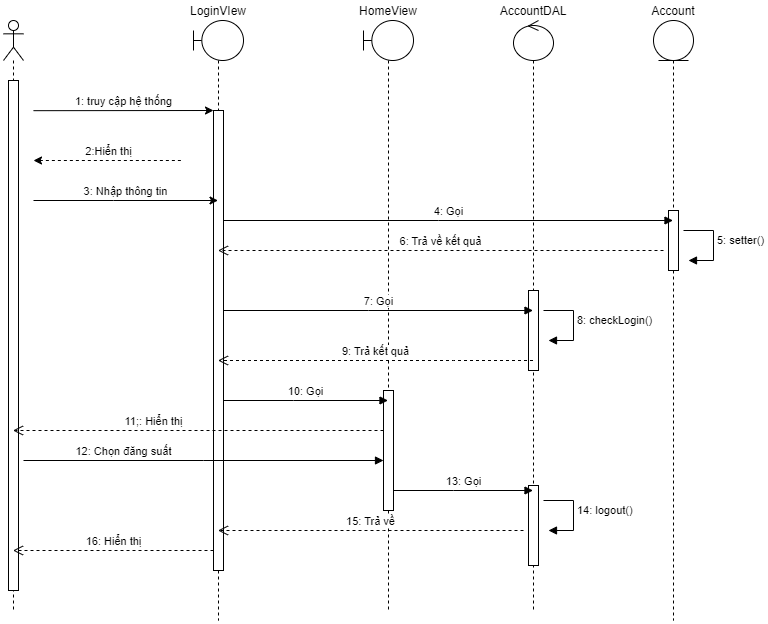 LoginVIew
HomeView
AccountDAL
Account
1: truy cập hệ thống
2:Hiển thị
3: Nhập thông tin
4: Gọi
5: setter()
6: Trả về kết quả
7: Gọi
8: checkLogin()
9: Trả kết quả
10: Gọi
11;: Hiển thị
12: Chọn đăng suất
13: Gọi
14: logout()
15: Trả về
16: Hiển thị